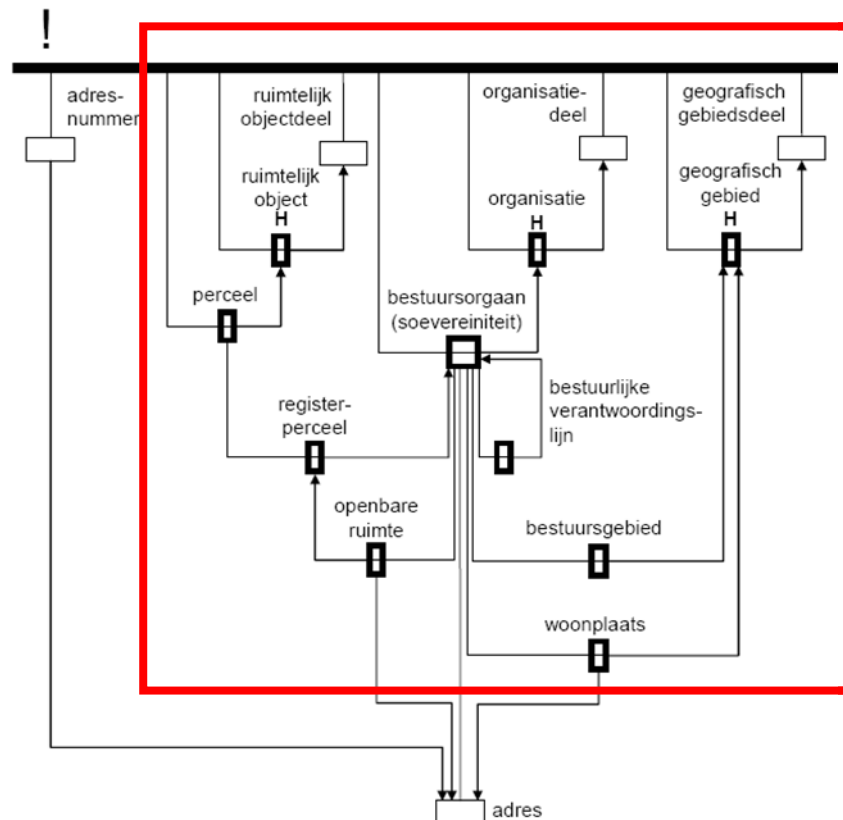 !
adres-
nummer
ruimtelijk
objectdeel
organisatie-
deel
geografisch
gebiedsdeel
ruimtelijk
object
H
organisatie
H
geografisch
gebied
H
perceel
bestuursorgaan
(soevereiniteit)
register-
perceel
bestuurlijke
verantwoordings-
lijn
openbare
ruimte
bestuursgebied
woonplaats
adres